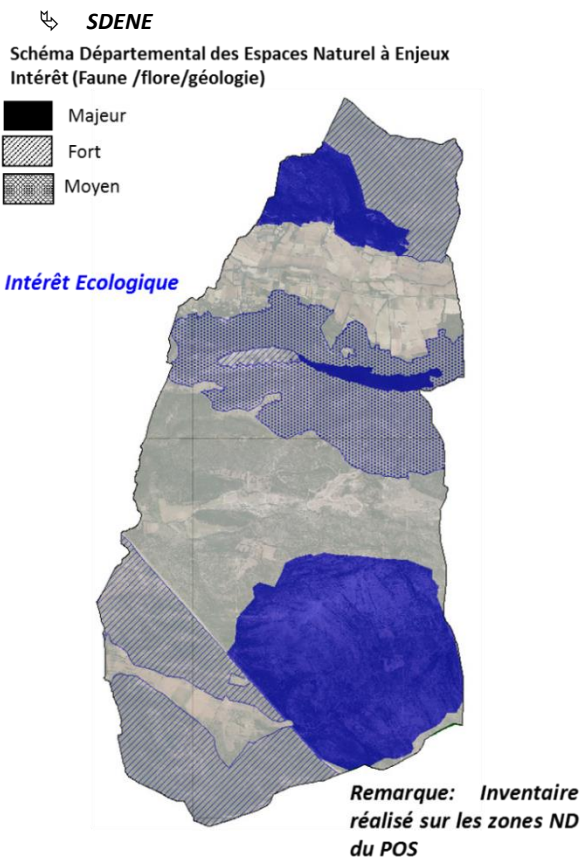 SDENE
Schéma Départemental des Espaces Naturel à Enjeux
Intérêt (Faune /flore/géologie)
Majeur
Fort
Moyen
Intérêt Ecologique
Remarque: Inventaire
réalisé sur les zones ND
du POS